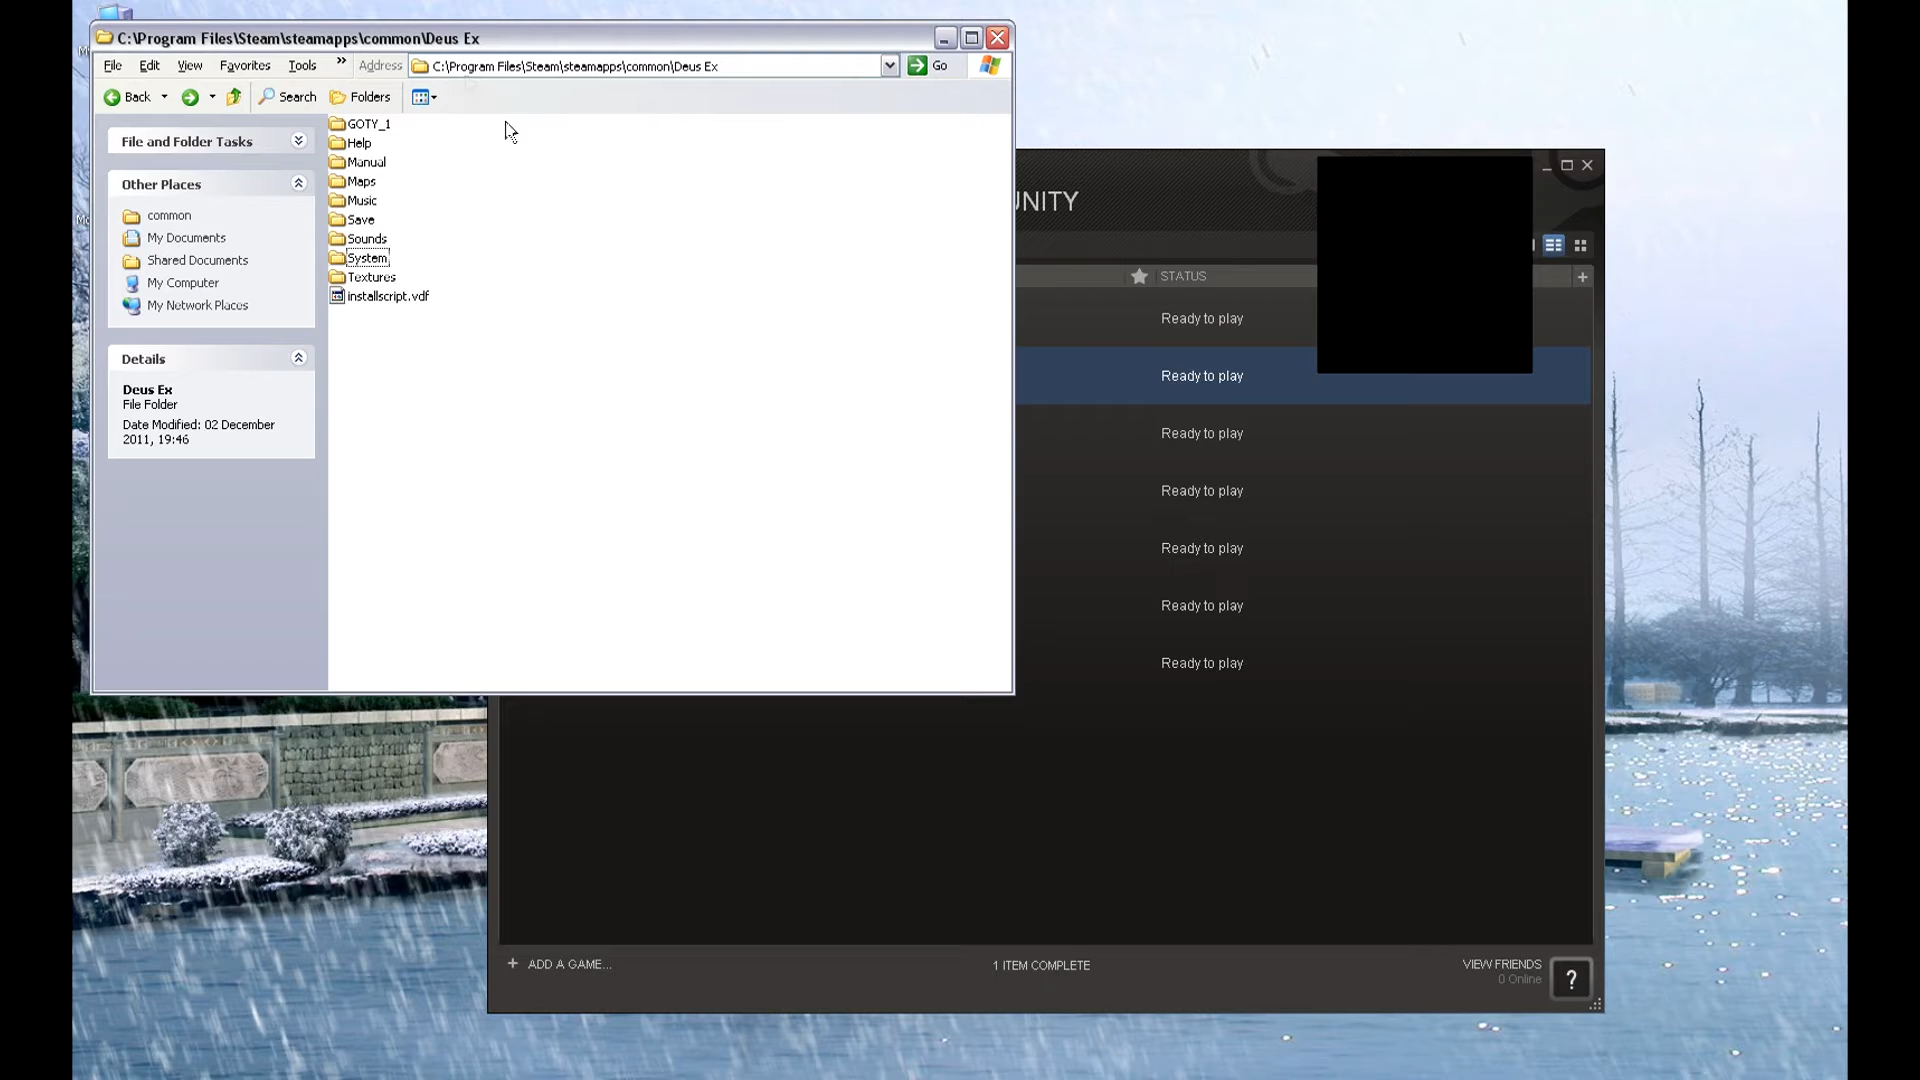 C:\Program Files\Steam\steamapps\common\Deus Ex
File Edit View Favorites Tools » Address C:\Program Files\Steam\steamapps\common\Deus Ex Go
Back Search Folders
File and Folder Tasks
Other Places
common
My Documents
Shared Documents
My Computer
My Network Places
Details
Deus Ex
File Folder
Date Modified: 02 December
2011, 19:46
GOTY_1
Help
Manual
Maps
Music
Save
Sounds
System
Textures
installscript.vdf
UNITY
STATUS +
Ready to play
Ready to play
Ready to play
Ready to play
Ready to play
Ready to play
Ready to play
+ ADD A GAME...
1 ITEM COMPLETE
VIEW FRIENDS
0 Online
?